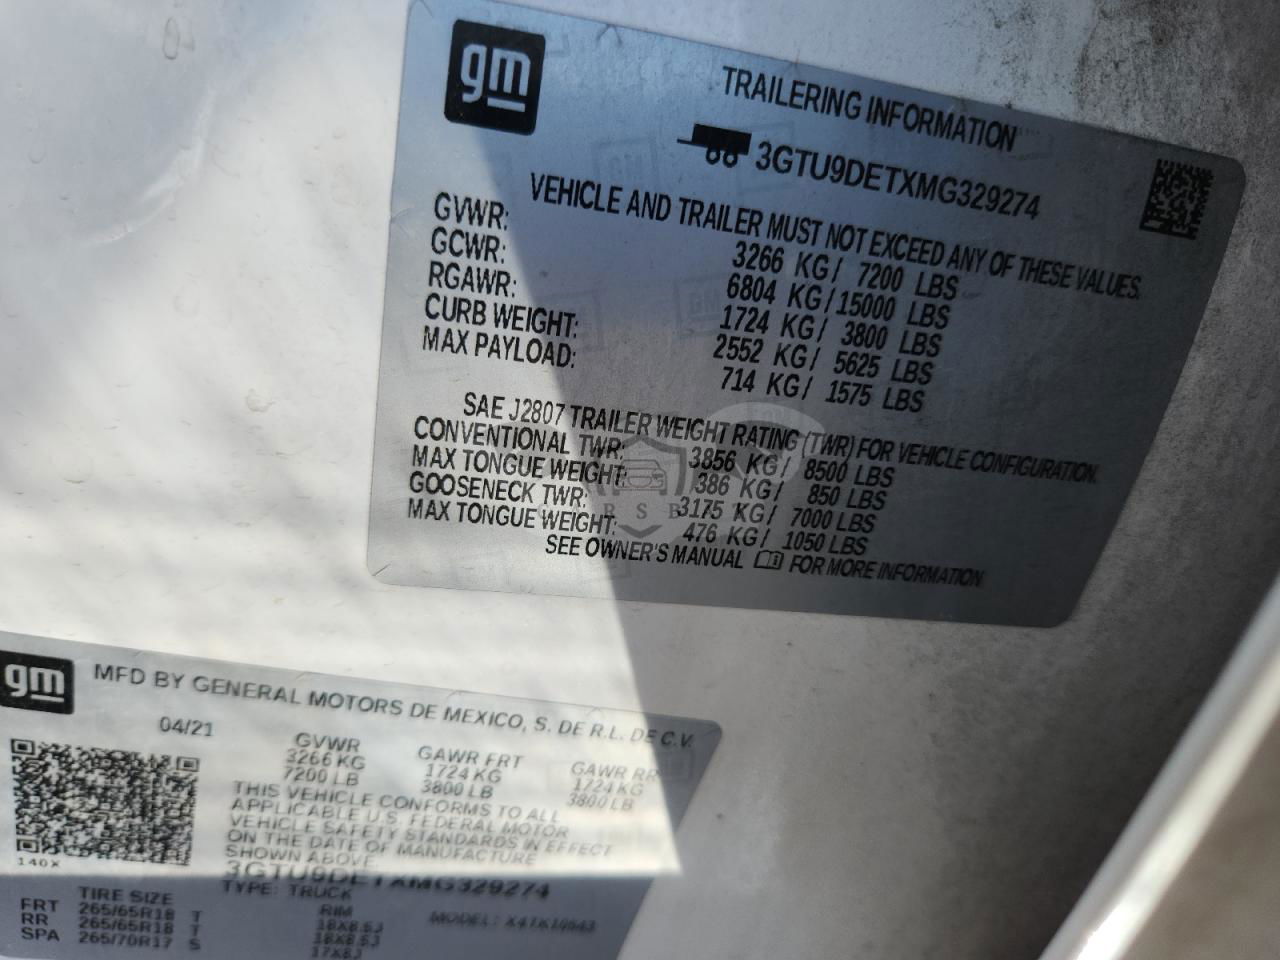 gm
TRAILERING INFORMATION
3GTU9DETXMG329274
VEHICLE AND TRAILER MUST NOT EXCEED ANY OF THESE VALUES.
GVWR: 3266 KG/ 7200 LBS
GCWR: 6804 KG/15000 LBS
RGAWR: 1724 KG/ 3800 LBS
CURB WEIGHT: 2552 KG/ 5625 LBS
MAX PAYLOAD: 714 KG/ 1575 LBS
SAE J2807 TRAILER WEIGHT RATING (TWR) FOR VEHICLE CONFIGURATION.
CONVENTIONAL TWR: 3856 KG/ 8500 LBS
MAX TONGUE WEIGHT: 386 KG/ 850 LBS
GOOSENECK TWR: 3175 KG/ 7000 LBS
MAX TONGUE WEIGHT: 476 KG/ 1050 LBS
SEE OWNER'S MANUAL FOR MORE INFORMATION
gm
MFD BY GENERAL MOTORS DE MEXICO, S. DE R.L. DE C.V.
04/21
GVWR GAWR FRT GAWR RR
3266 KG 1724 KG 1724 KG
7200 LB 3800 LB 3800 LB
THIS VEHICLE CONFORMS TO ALL
APPLICABLE U.S. FEDERAL MOTOR
VEHICLE SAFETY STANDARDS IN EFFECT
ON THE DATE OF MANUFACTURE
SHOWN ABOVE.
140X
3GTU9DETXMG329274
TYPE: TRUCK
MODEL:
TIRE SIZE RIM
FRT 265/65R18 T 18X8.5J
RR 265/65R18 T 18X8.5J
SPA 265/70R17 S 17X8J